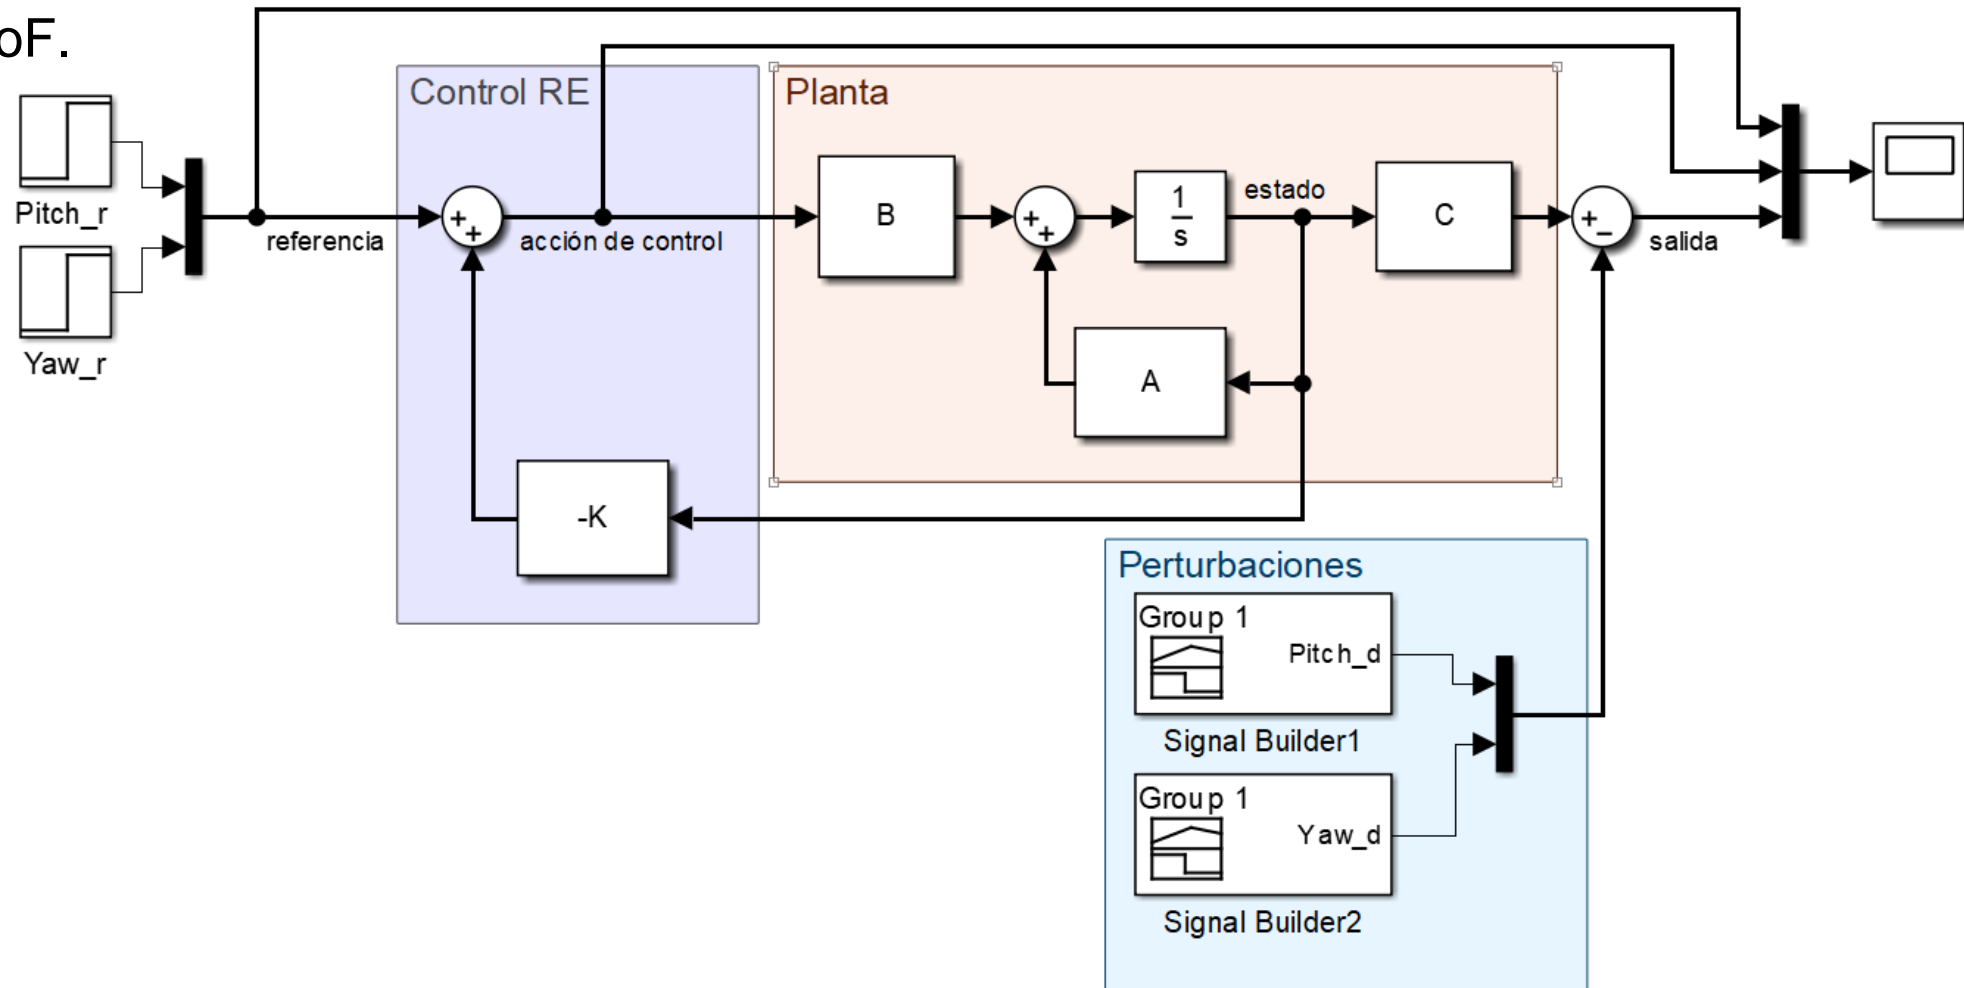 oF.
Control RE
Planta
Pitch_r
Yaw_r
referencia
+
+
acción de control
B
+
+
1
s
estado
C
+
−
salida
A
-K
Perturbaciones
Group 1
Pitch_d
Signal Builder1
Group 1
Yaw_d
Signal Builder2